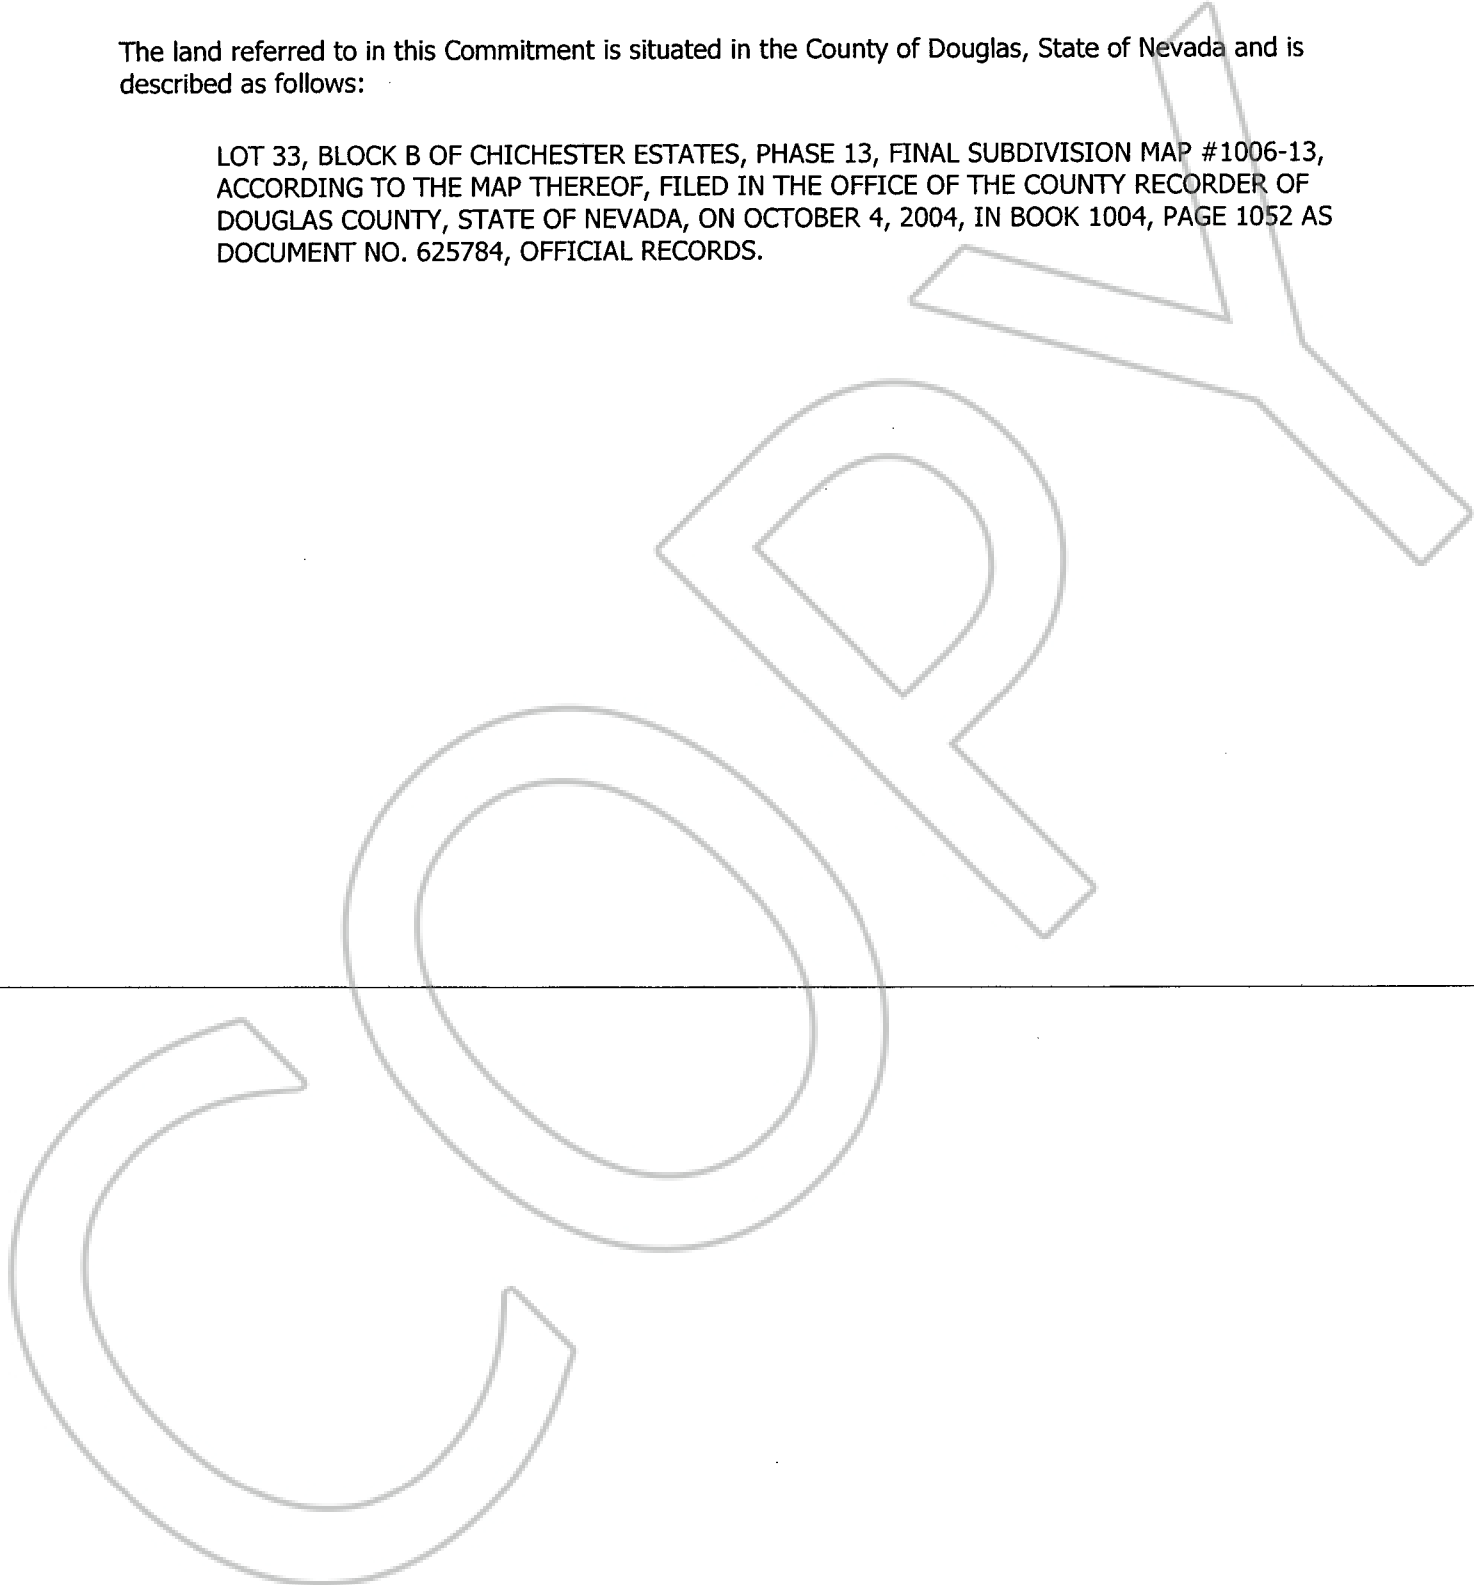 The land referred to in this Commitment is situated in the County of Douglas, State of Nevada and is
described as follows:
LOT 33, BLOCK B OF CHICHESTER ESTATES, PHASE 13, FINAL SUBDIVISION MAP #1006-13,
ACCORDING TO THE MAP THEREOF, FILED IN THE OFFICE OF THE COUNTY RECORDER OF
DOUGLAS COUNTY, STATE OF NEVADA, ON OCTOBER 4, 2004, IN BOOK 1004, PAGE 1052 AS
DOCUMENT NO. 625784, OFFICIAL RECORDS.
COPY